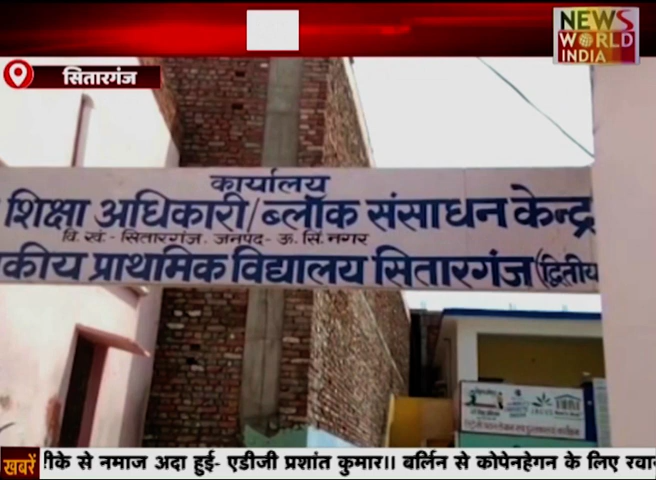 NEWS
WORLD
INDIA
सितारगंज
कार्यालय
शिक्षा अधिकारी/ब्लॉक संसाधन केन्द्र
वि.खं.- सितारगंज. जनपद- ऊ.सिं.नगर
कीय प्राथमिक विद्यालय सितारगंज (द्वितीय
खबरें
ीके से नमाज अदा हुई- एडीजी प्रशांत कुमार।। बर्लिन से कोपेनहेगन के लिए रवान